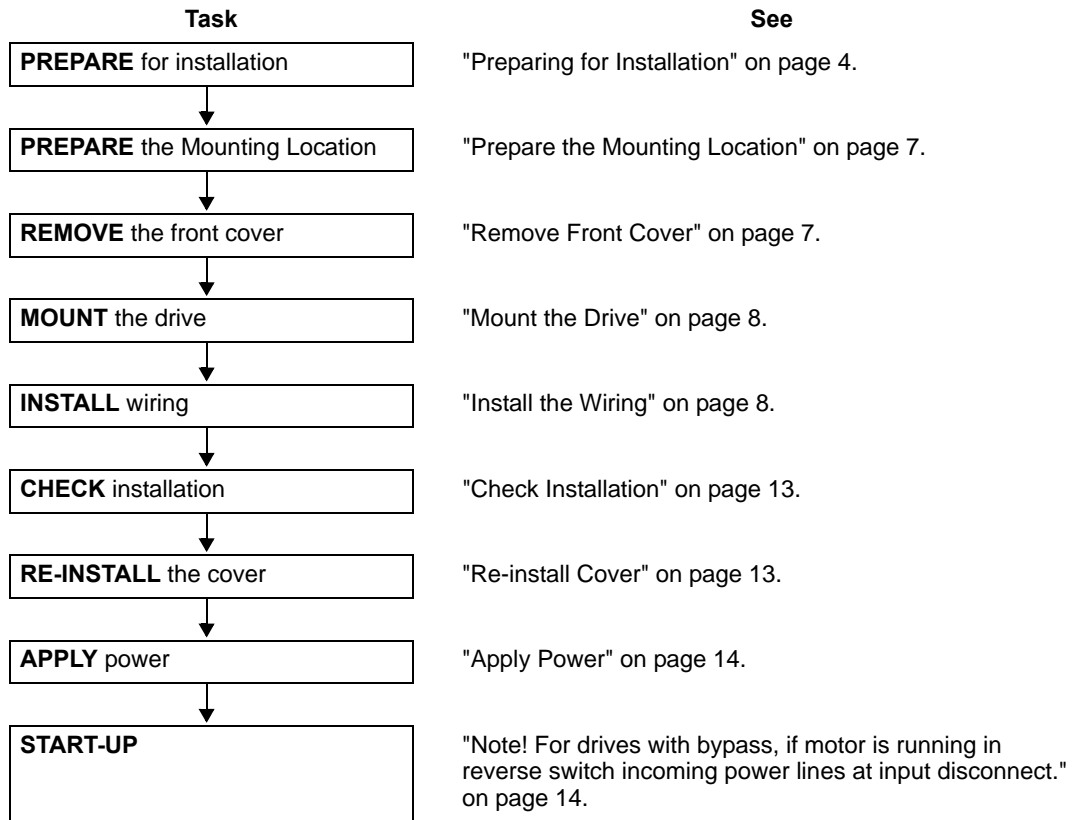 Task See
PREPARE for installation "Preparing for Installation" on page 4.
PREPARE the Mounting Location "Prepare the Mounting Location" on page 7.
REMOVE the front cover "Remove Front Cover" on page 7.
MOUNT the drive "Mount the Drive" on page 8.
INSTALL wiring "Install the Wiring" on page 8.
CHECK installation "Check Installation" on page 13.
RE-INSTALL the cover "Re-install Cover" on page 13.
APPLY power "Apply Power" on page 14.
START-UP "Note! For drives with bypass, if motor is running in
reverse switch incoming power lines at input disconnect."
on page 14.